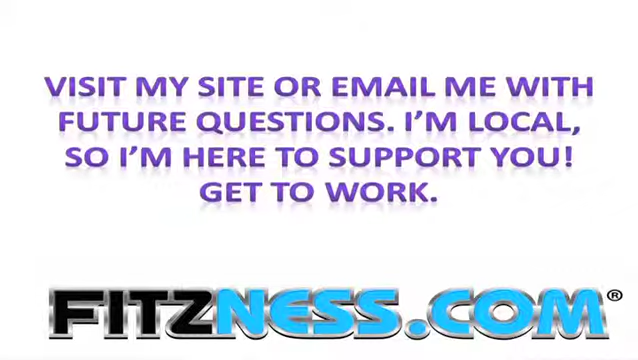 VISIT MY SITE OR EMAIL ME WITH
FUTURE QUESTIONS. I'M LOCAL,
SO I'M HERE TO SUPPORT YOU!
GET TO WORK.
FITZNESS.COM®